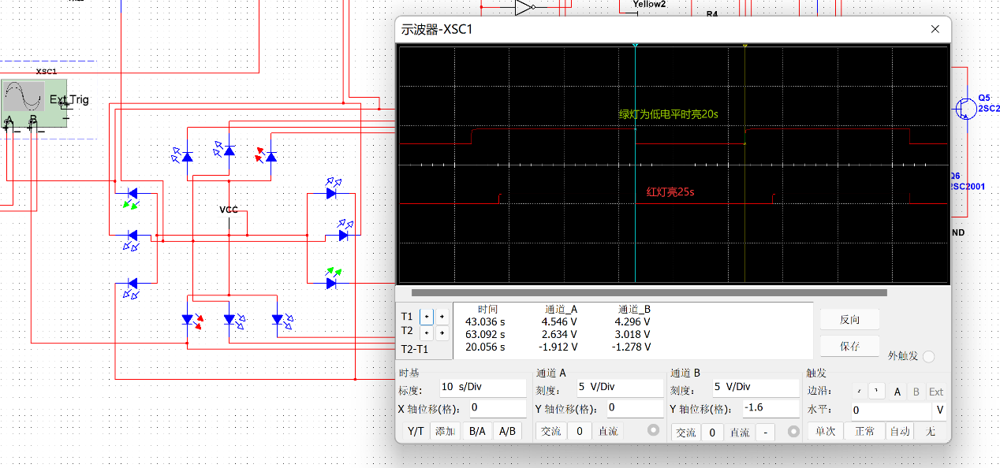 Yellow2
R4
示波器-XSC1
XSC1
Ext Trig
A
B
Q5
2SC2
绿灯为低电平时亮20s
Q6
2SC2001
红灯亮25s
VCC
ND
时间 通道_A 通道_B
T1 43.036 s 4.546 V 4.296 V
T2 63.092 s 2.634 V 3.018 V
T2-T1 20.056 s -1.912 V -1.278 V
反向
保存
外触发
时基
标度: 10 s/Div
X 轴位移(格): 0
Y/T 添加 B/A A/B
通道 A
刻度: 5 V/Div
Y 轴位移(格): 0
交流 0 直流
通道 B
刻度: 5 V/Div
Y 轴位移(格): -1.6
交流 0 直流 -
触发
边沿: A B Ext
水平: 0 V
单次 正常 自动 无